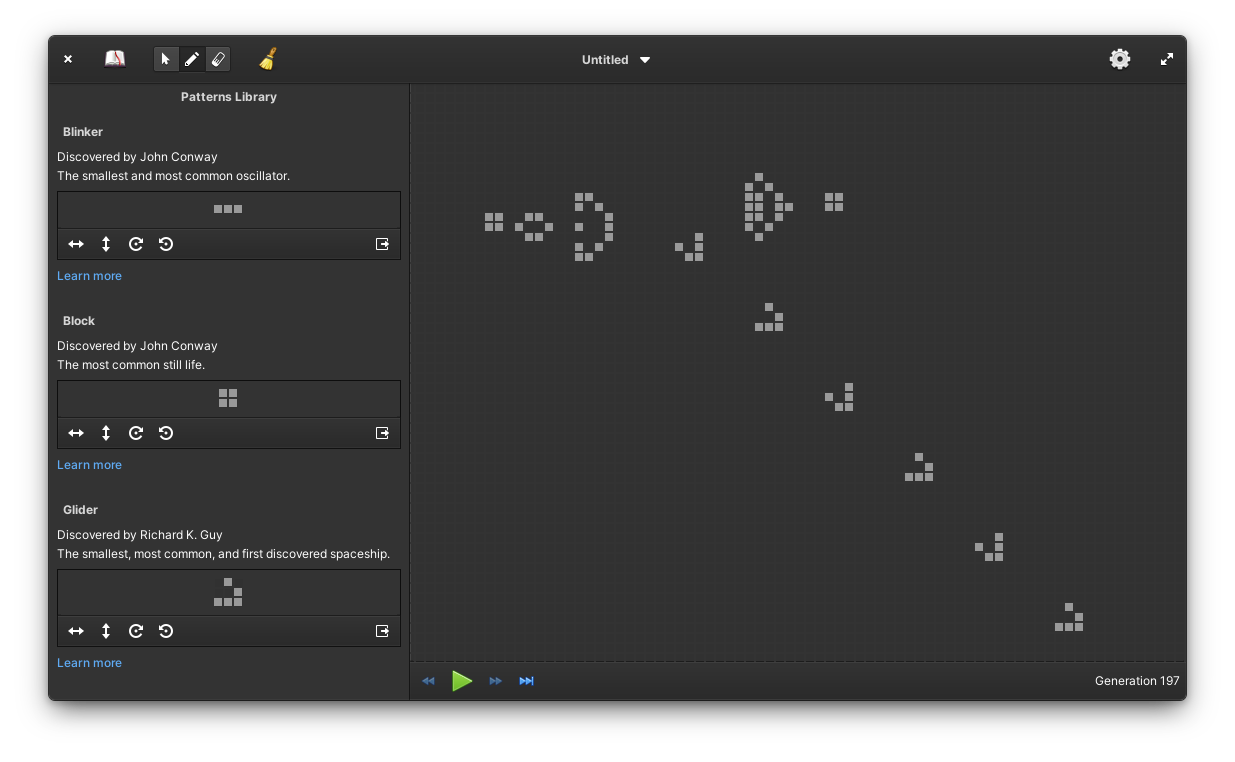 Untitled
Patterns Library
Blinker
Discovered by John Conway
The smallest and most common oscillator.
Learn more
Block
Discovered by John Conway
The most common still life.
Learn more
Glider
Discovered by Richard K. Guy
The smallest, most common, and first discovered spaceship.
Learn more
Generation 197